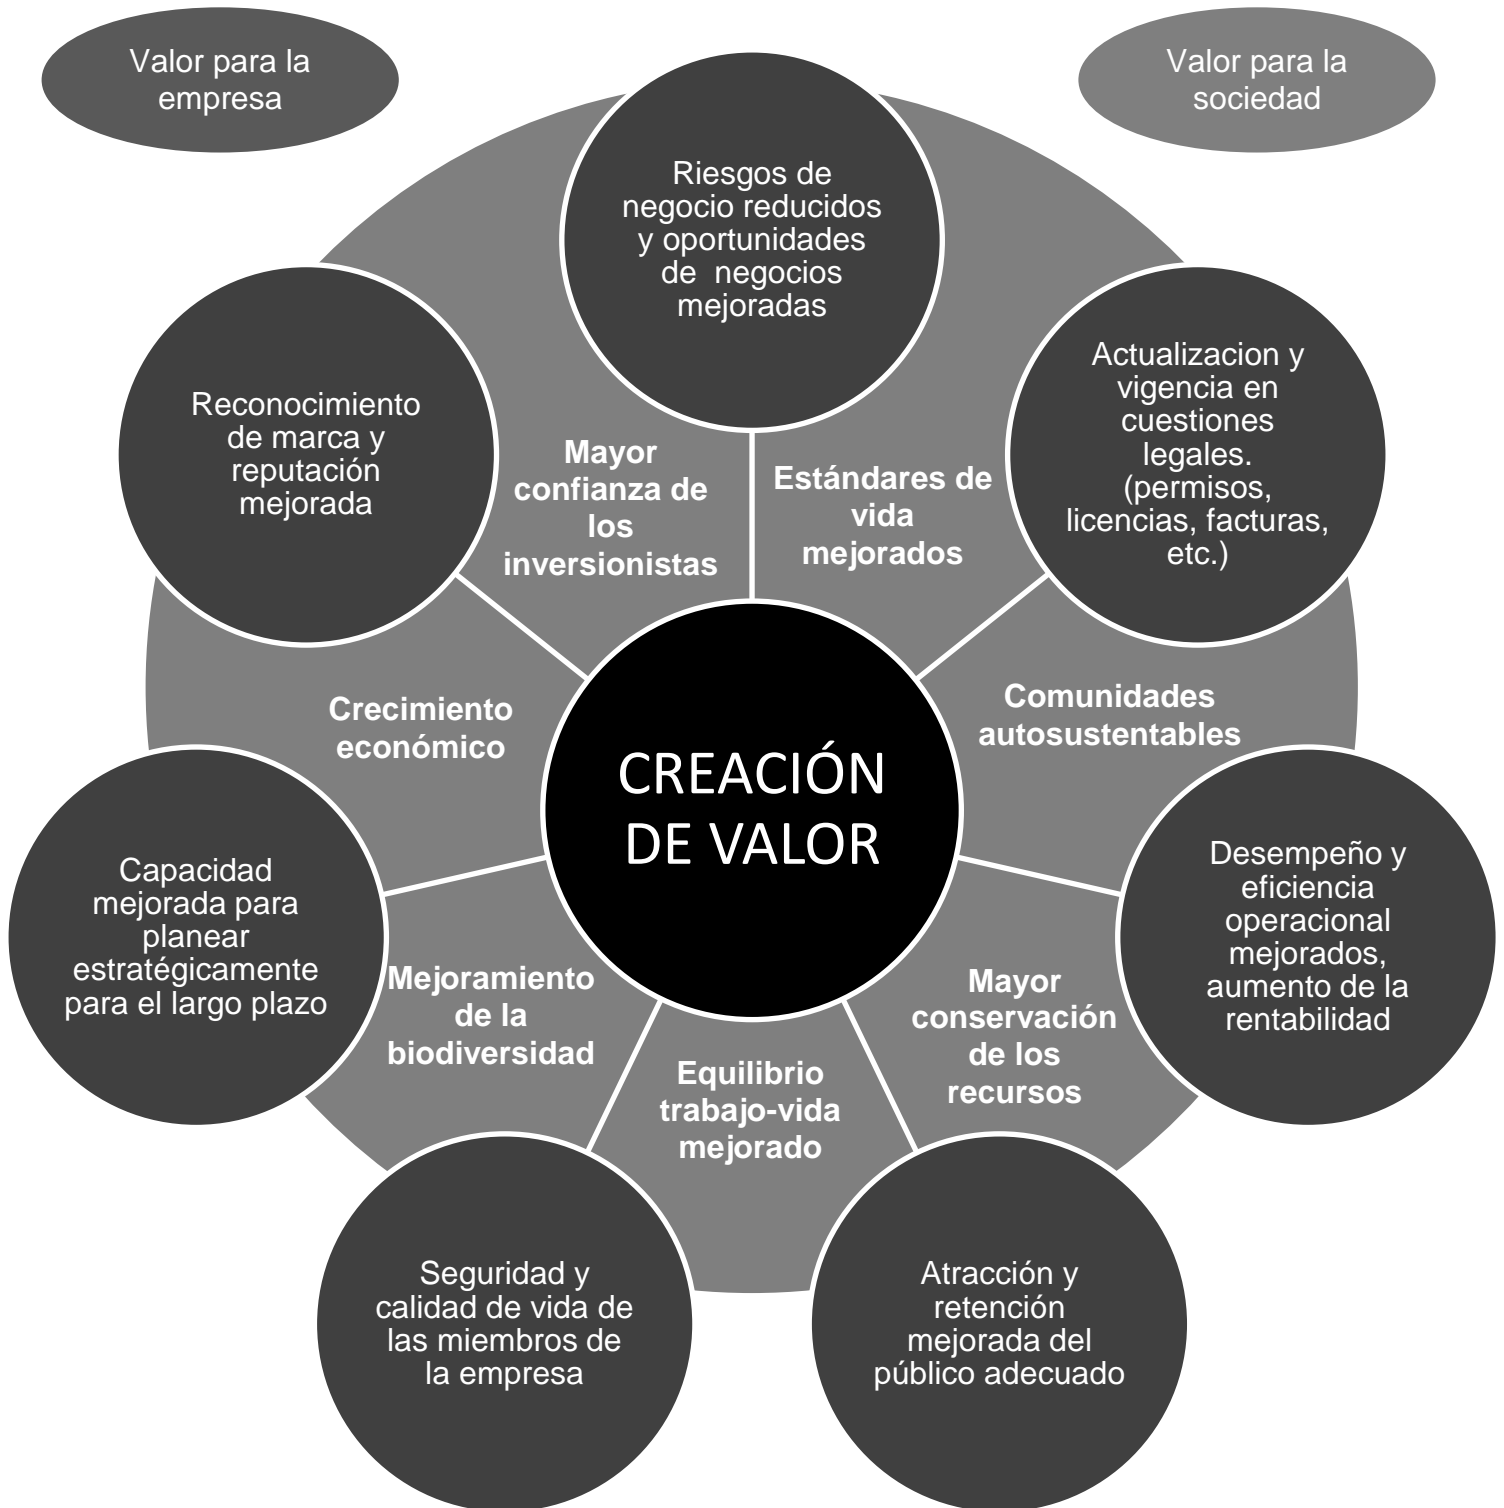 Valor para la
empresa
Valor para la
sociedad
Riesgos de
negocio reducidos
y oportunidades
de negocios
mejoradas
Actualizacion y
vigencia en
cuestiones
legales.
(permisos,
licencias, facturas,
etc.)
Reconocimiento
de marca y
reputación
mejorada
Mayor
confianza de
los
inversionistas
Estándares de
vida
mejorados
Crecimiento
económico
Comunidades
autosustentables
CREACIÓN
DE VALOR
Capacidad
mejorada para
planear
estratégicamente
para el largo plazo
Desempeño y
eficiencia
operacional
mejorados,
aumento de la
rentabilidad
Mejoramiento
de la
biodiversidad
Mayor
conservación
de los
recursos
Equilibrio
trabajo-vida
mejorado
Seguridad y
calidad de vida de
las miembros de
la empresa
Atracción y
retención
mejorada del
público adecuado